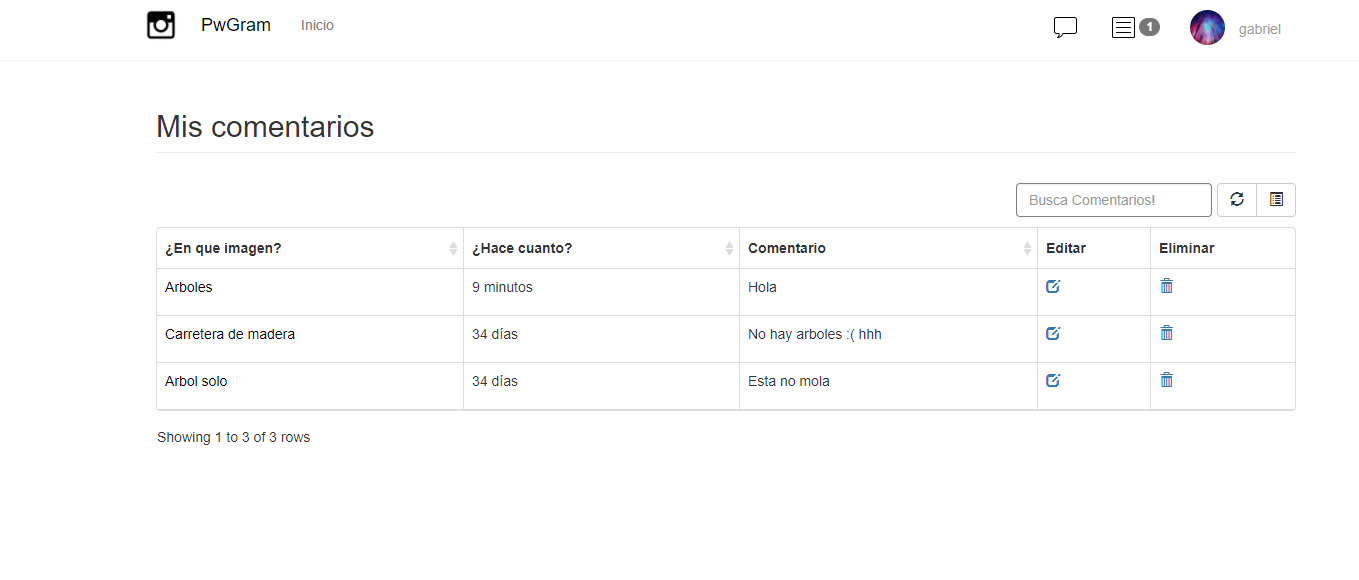 PwGram Inicio 1 gabriel
Mis comentarios
Busca Comentarios!
¿En que imagen? ¿Hace cuanto? Comentario Editar Eliminar
Arboles 9 minutos Hola
Carretera de madera 34 días No hay arboles :( hhh
Arbol solo 34 días Esta no mola
Showing 1 to 3 of 3 rows